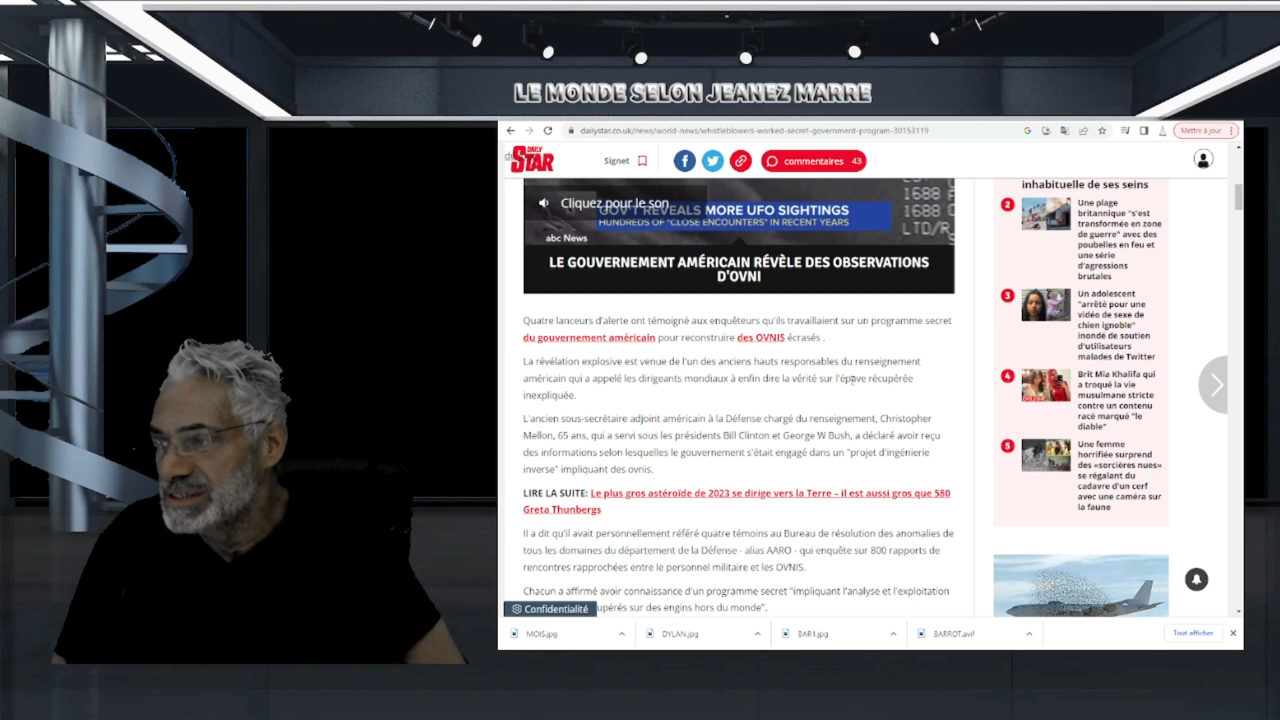 LE MONDE SELON JEANEZ MARRE
dailystar.co.uk/news/world-news/whistleblowers-worked-secret-government-program-30153119
Mettre à jour
DAILY
STAR
Signet
commentaires 43
Cliquez pour le son
GOV'T REVEALS MORE UFO SIGHTINGS
HUNDREDS OF "CLOSE ENCOUNTERS" IN RECENT YEARS
abc News
1688
1688
LTD/R
LE GOUVERNEMENT AMÉRICAIN RÉVÈLE DES OBSERVATIONS
D'OVNI
Quatre lanceurs d'alerte ont témoigné aux enquêteurs qu'ils travaillaient sur un programme secret
du gouvernement américain pour reconstruire des OVNIS écrasés .
La révélation explosive est venue de l'un des anciens hauts responsables du renseignement
américain qui a appelé les dirigeants mondiaux à enfin dire la vérité sur l'épave récupérée
inexpliquée.
L'ancien sous-secrétaire adjoint américain à la Défense chargé du renseignement, Christopher
Mellon, 65 ans, qui a servi sous les présidents Bill Clinton et George W Bush, a déclaré avoir reçu
des informations selon lesquelles le gouvernement s'était engagé dans un "projet d'ingénierie
inverse" impliquant des ovnis.
LIRE LA SUITE: Le plus gros astéroïde de 2023 se dirige vers la Terre – il est aussi gros que 580
Greta Thunbergs
Il a dit qu'il avait personnellement référé quatre témoins au Bureau de résolution des anomalies de
tous les domaines du département de la Défense - alias AARO - qui enquête sur 800 rapports de
rencontres rapprochées entre le personnel militaire et les OVNIS.
Chacun a affirmé avoir connaissance d'un programme secret "impliquant l'analyse et l'exploitation
upérés sur des engins hors du monde".
Confidentialité
inhabituelle de ses seins
2
Une plage
britannique "s'est
transformée en zone
de guerre" avec des
poubelles en feu et
une série
d'agressions
brutales
3
Un adolescent
"arrêté pour une
vidéo de sexe de
chien ignoble"
inondé de soutien
d'utilisateurs
malades de Twitter
4
Brit Mia Khalifa qui
a troqué la vie
musulmane stricte
contre un contenu
racé marqué "le
diable"
5
Une femme
horrifiée surprend
des «sorcières nues»
se régalant du
cadavre d'un cerf
avec une caméra sur
la faune
MOIS.jpg
DYLAN.jpg
BAR1.jpg
BARROT.avif
Tout afficher